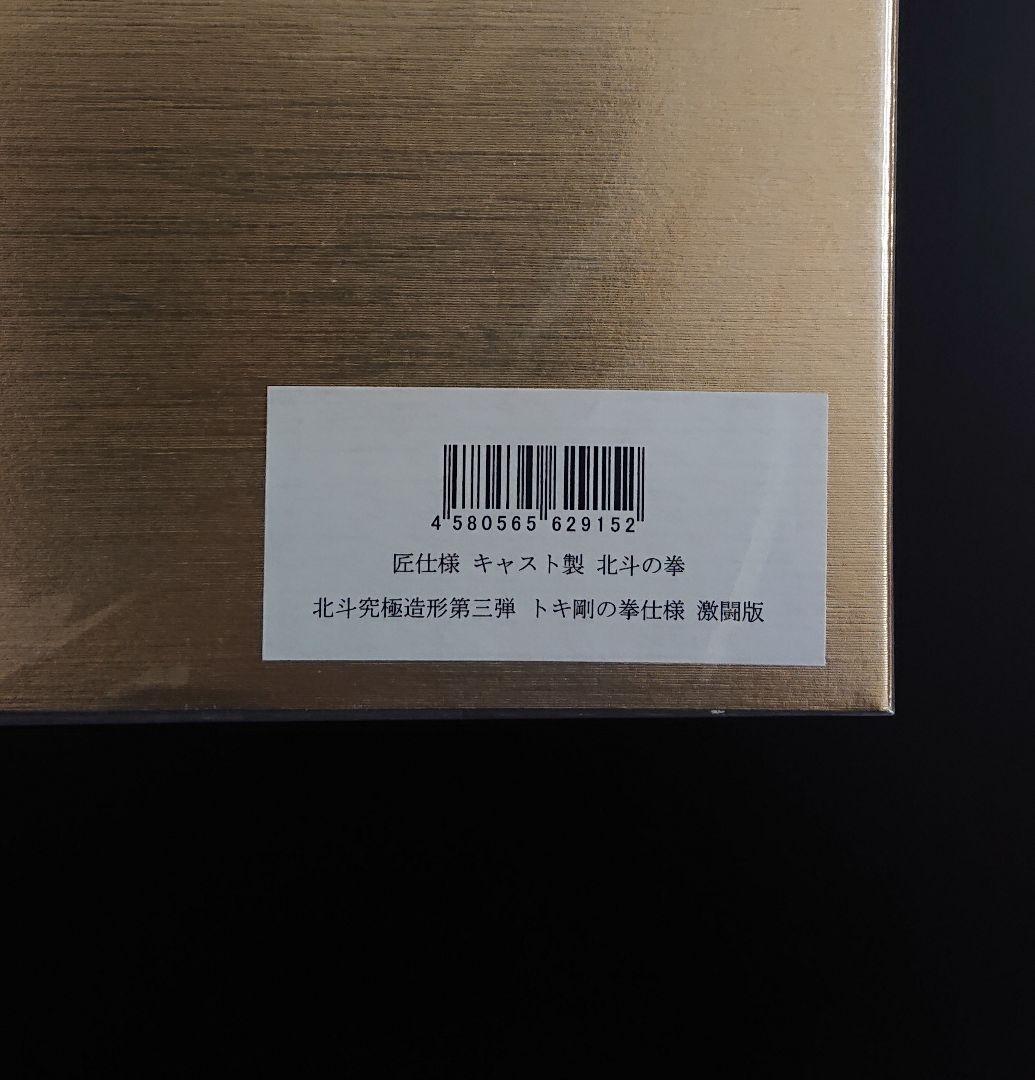 4 580565 629152
匠仕様 キャスト製 北斗の拳
北斗究極造形第三弾 トキ剛の拳仕様 激闘版